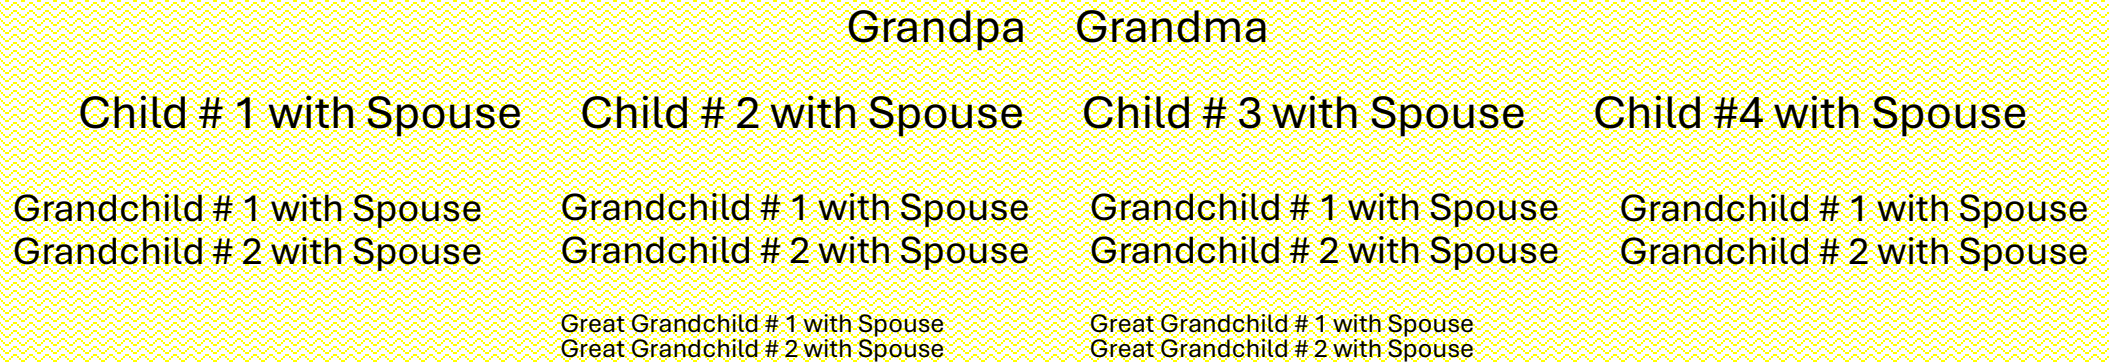 Grandpa Grandma
Child # 1 with Spouse Child # 2 with Spouse Child # 3 with Spouse Child #4 with Spouse
Grandchild # 1 with Spouse Grandchild # 1 with Spouse Grandchild # 1 with Spouse Grandchild # 1 with Spouse
Grandchild # 2 with Spouse Grandchild # 2 with Spouse Grandchild # 2 with Spouse Grandchild # 2 with Spouse
Great Grandchild # 1 with Spouse Great Grandchild # 1 with Spouse
Great Grandchild # 2 with Spouse Great Grandchild # 2 with Spouse